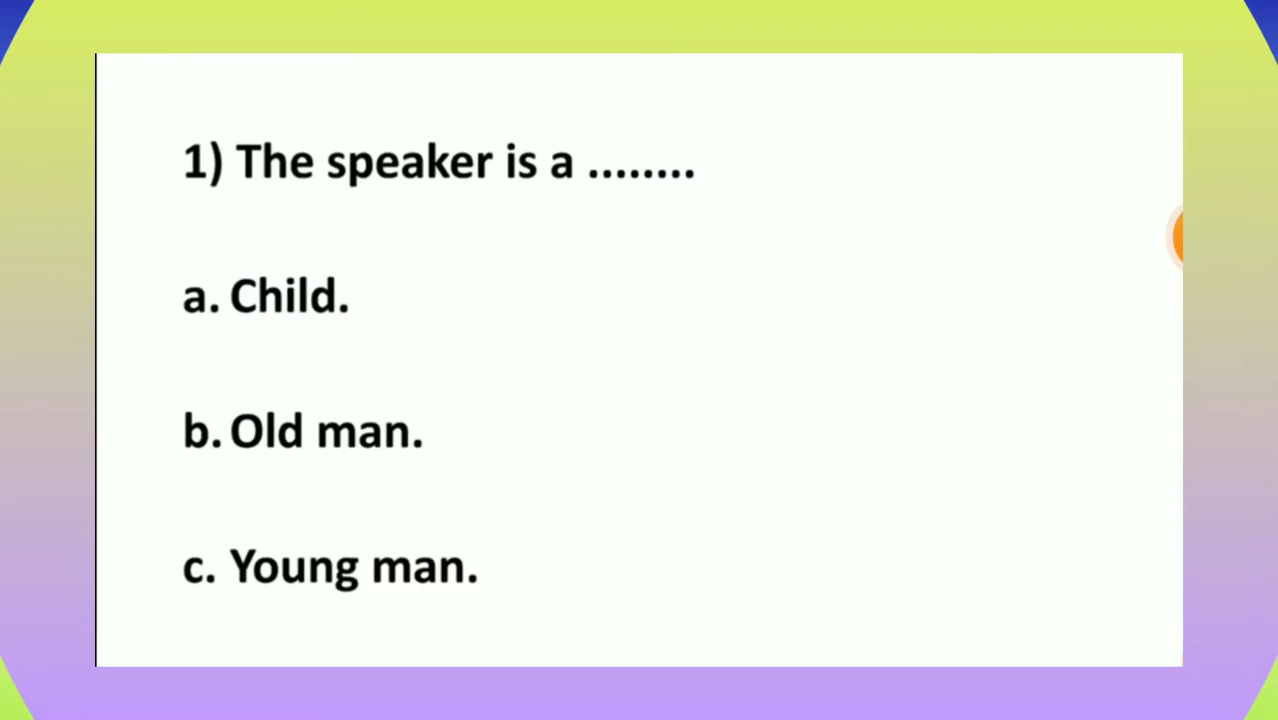 1) The speaker is a ........
a. Child.
b. Old man.
c. Young man.